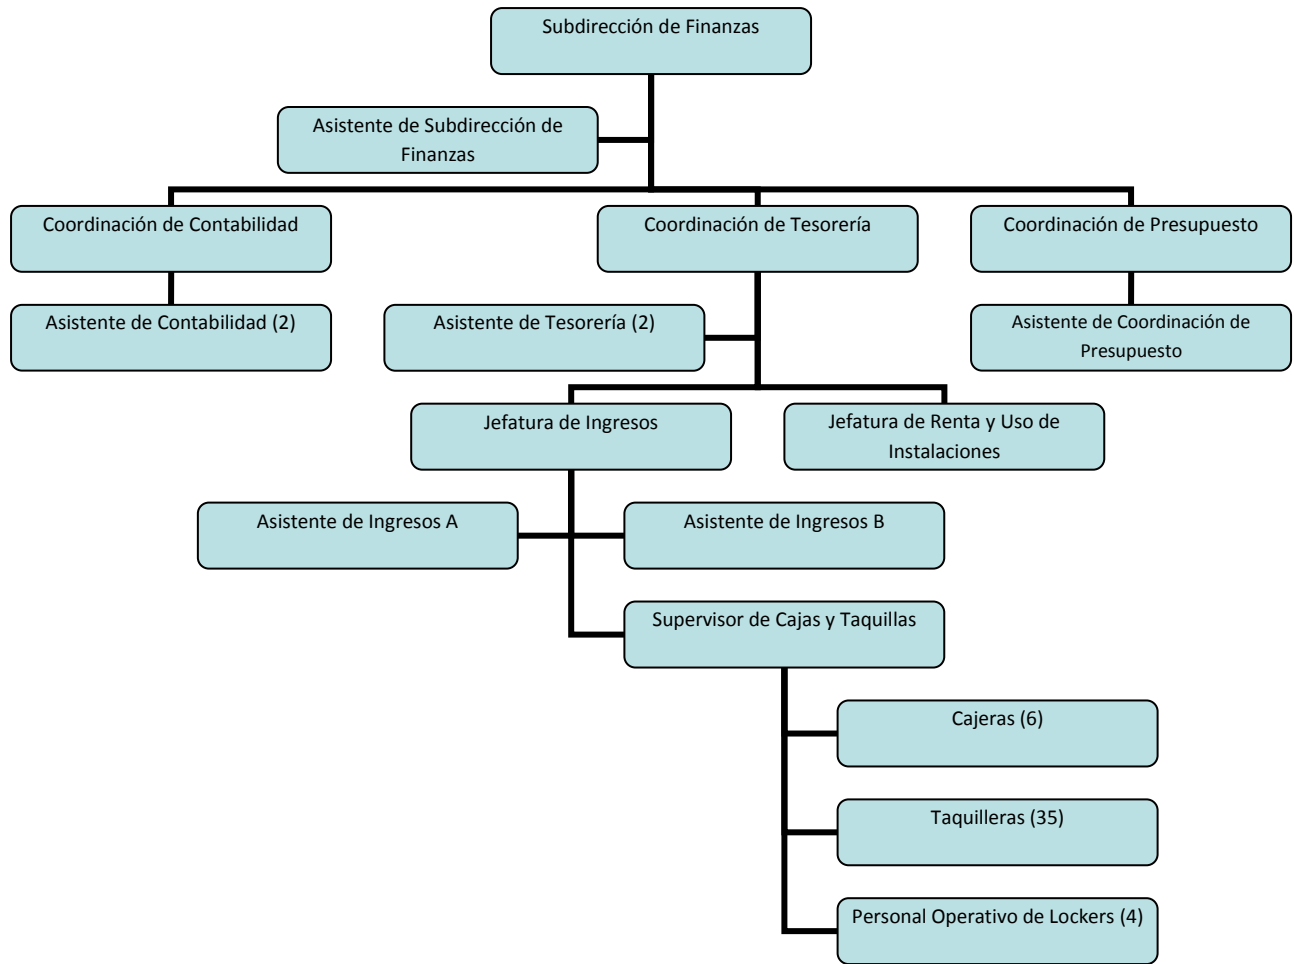 Subdirección de Finanzas
Asistente de Subdirección de
Finanzas
Coordinación de Contabilidad
Coordinación de Tesorería
Coordinación de Presupuesto
Asistente de Contabilidad (2)
Asistente de Tesorería (2)
Asistente de Coordinación de
Presupuesto
Jefatura de Ingresos
Jefatura de Renta y Uso de
Instalaciones
Asistente de Ingresos A
Asistente de Ingresos B
Supervisor de Cajas y Taquillas
Cajeras (6)
Taquilleras (35)
Personal Operativo de Lockers (4)